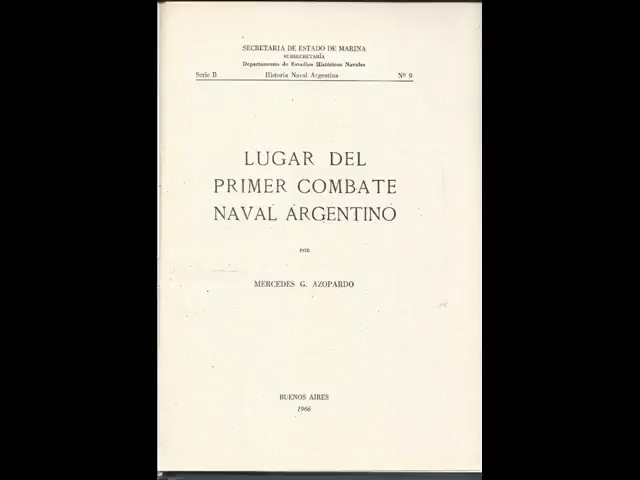 SECRETARIA DE ESTADO DE MARINA
SUBSECRETARÍA
Departamento de Estudios Históricos Navales
Serie B Historia Naval Argentina Nº 9
LUGAR DEL
PRIMER COMBATE
NAVAL ARGENTINO
POR
MERCEDES G. AZOPARDO
BUENOS AIRES
1966